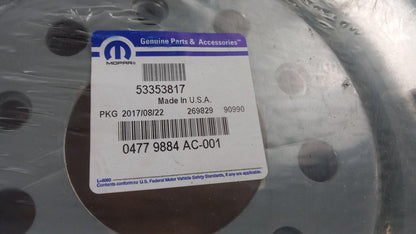 Genuine Parts & Accessories™
MOPAR®
53353817
Made In U.S.A.
PKG 2017/08/22 269829 90990
0477 9884 AC-001
Contents conform to U.S. Federal Motor Vehicle Safety Standards, if any are applicable.